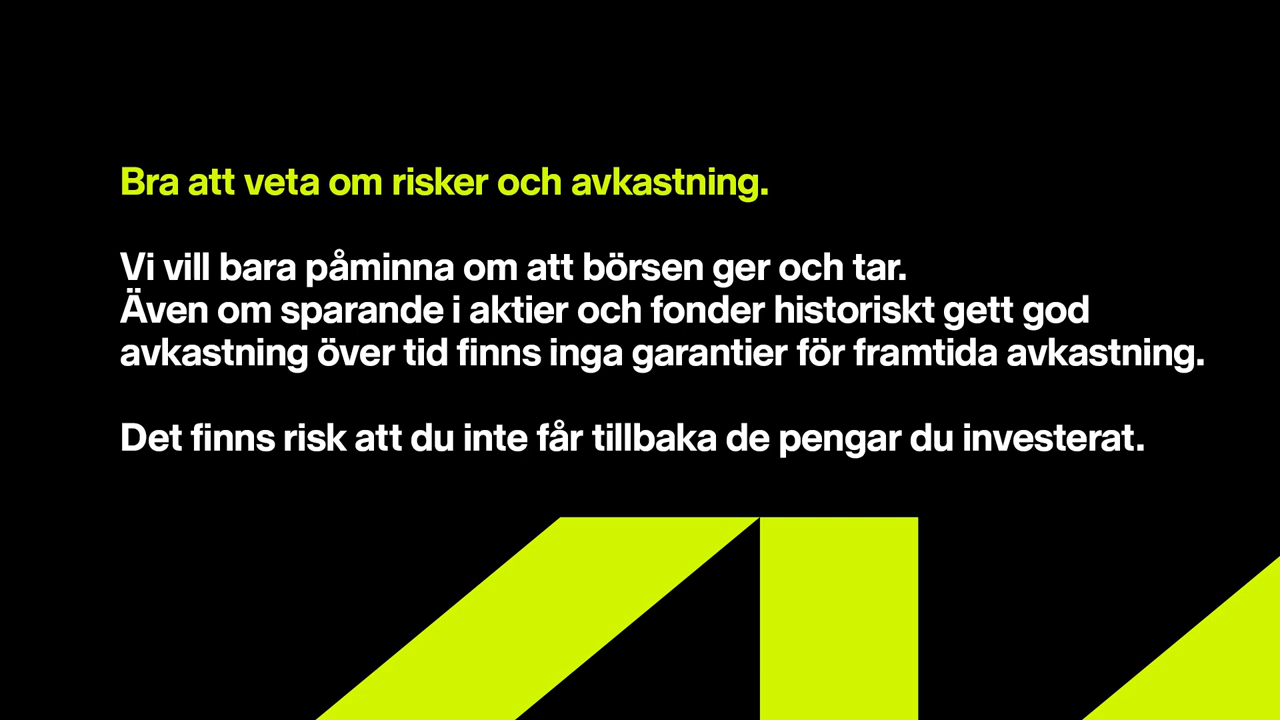 Bra att veta om risker och avkastning.
Vi vill bara påminna om att börsen ger och tar.
Även om sparande i aktier och fonder historiskt gett god
avkastning över tid finns inga garantier för framtida avkastning.
Det finns risk att du inte får tillbaka de pengar du investerat.